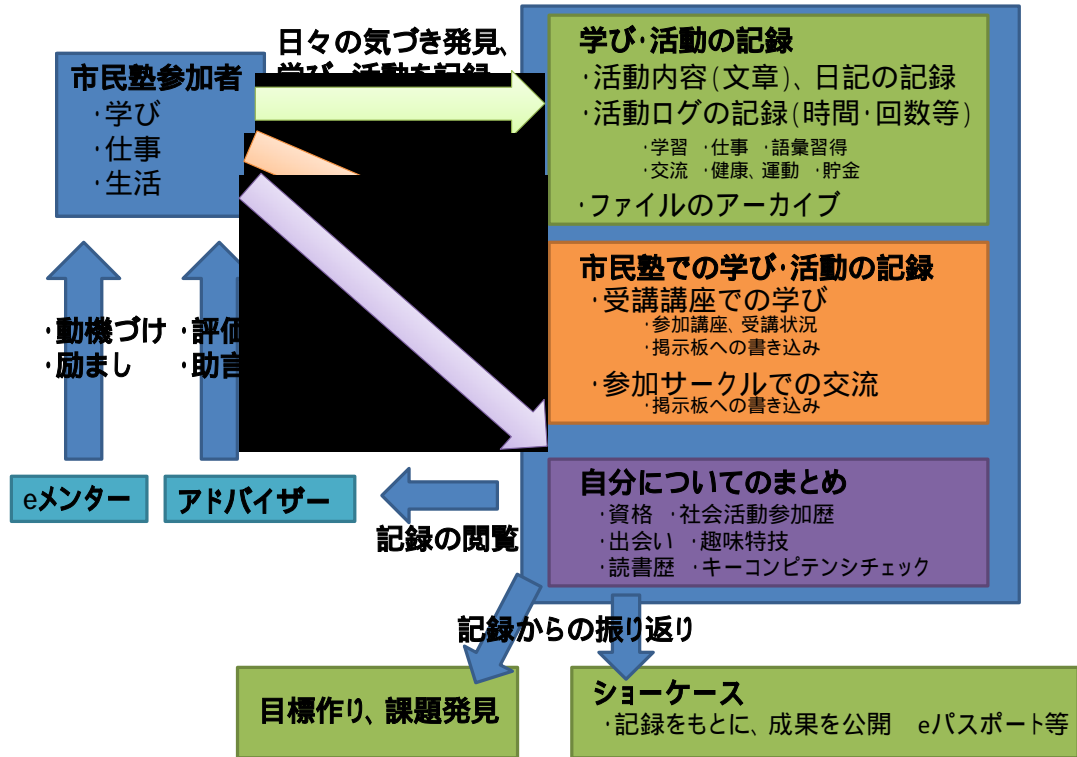 日々の気づき発見、
学び・活動を記録
市民塾参加者
・学び
・仕事
・生活
学び・活動の記録
・活動内容(文章)、日記の記録
・活動ログの記録(時間・回数等)
・学習 ・仕事 ・語彙習得
・交流 ・健康、運動 ・貯金
・ファイルのアーカイブ
市民塾での学び・活動の記録
・受講講座での学び
・参加講座、受講状況
・掲示板への書き込み
・参加サークルでの交流
・掲示板への書き込み
・動機づけ
・励まし
・評価
・助言
eメンター
アドバイザー
記録の閲覧
自分についてのまとめ
・資格 ・社会活動参加歴
・出会い ・趣味特技
・読書歴 ・キーコンピテンシチェック
記録からの振り返り
目標作り、課題発見
ショーケース
・記録をもとに、成果を公開 eパスポート等